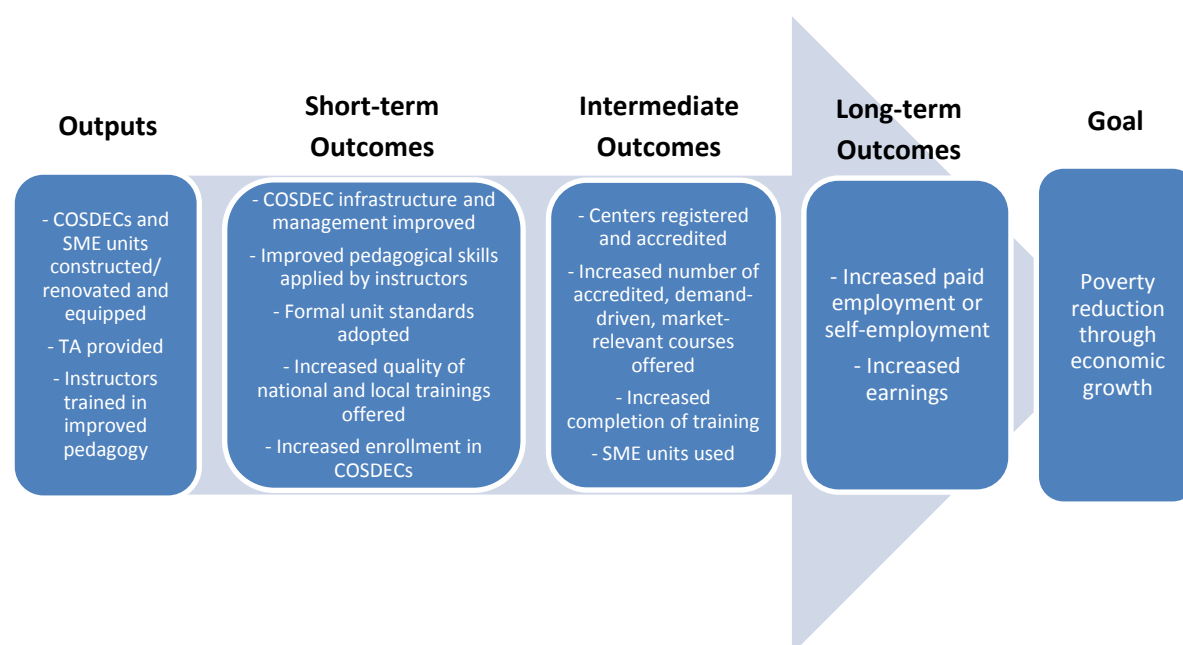 Outputs
- COSDECs and
SME units
constructed/
renovated and
equipped
- TA provided
- Instructors
trained in
improved
pedagogy
Short-term
Outcomes
- COSDEC infrastructure and
management improved
- Improved pedagogical skills
applied by instructors
- Formal unit standards
adopted
- Increased quality of
national and local trainings
offered
- Increased enrollment in
COSDECs
Intermediate
Outcomes
- Centers registered
and accredited
- Increased number of
accredited, demand-
driven, market-
relevant courses
offered
- Increased
completion of training
- SME units used
Long-term
Outcomes
- Increased paid
employment or
self-employment
- Increased
earnings
Goal
Poverty
reduction
through
economic
growth